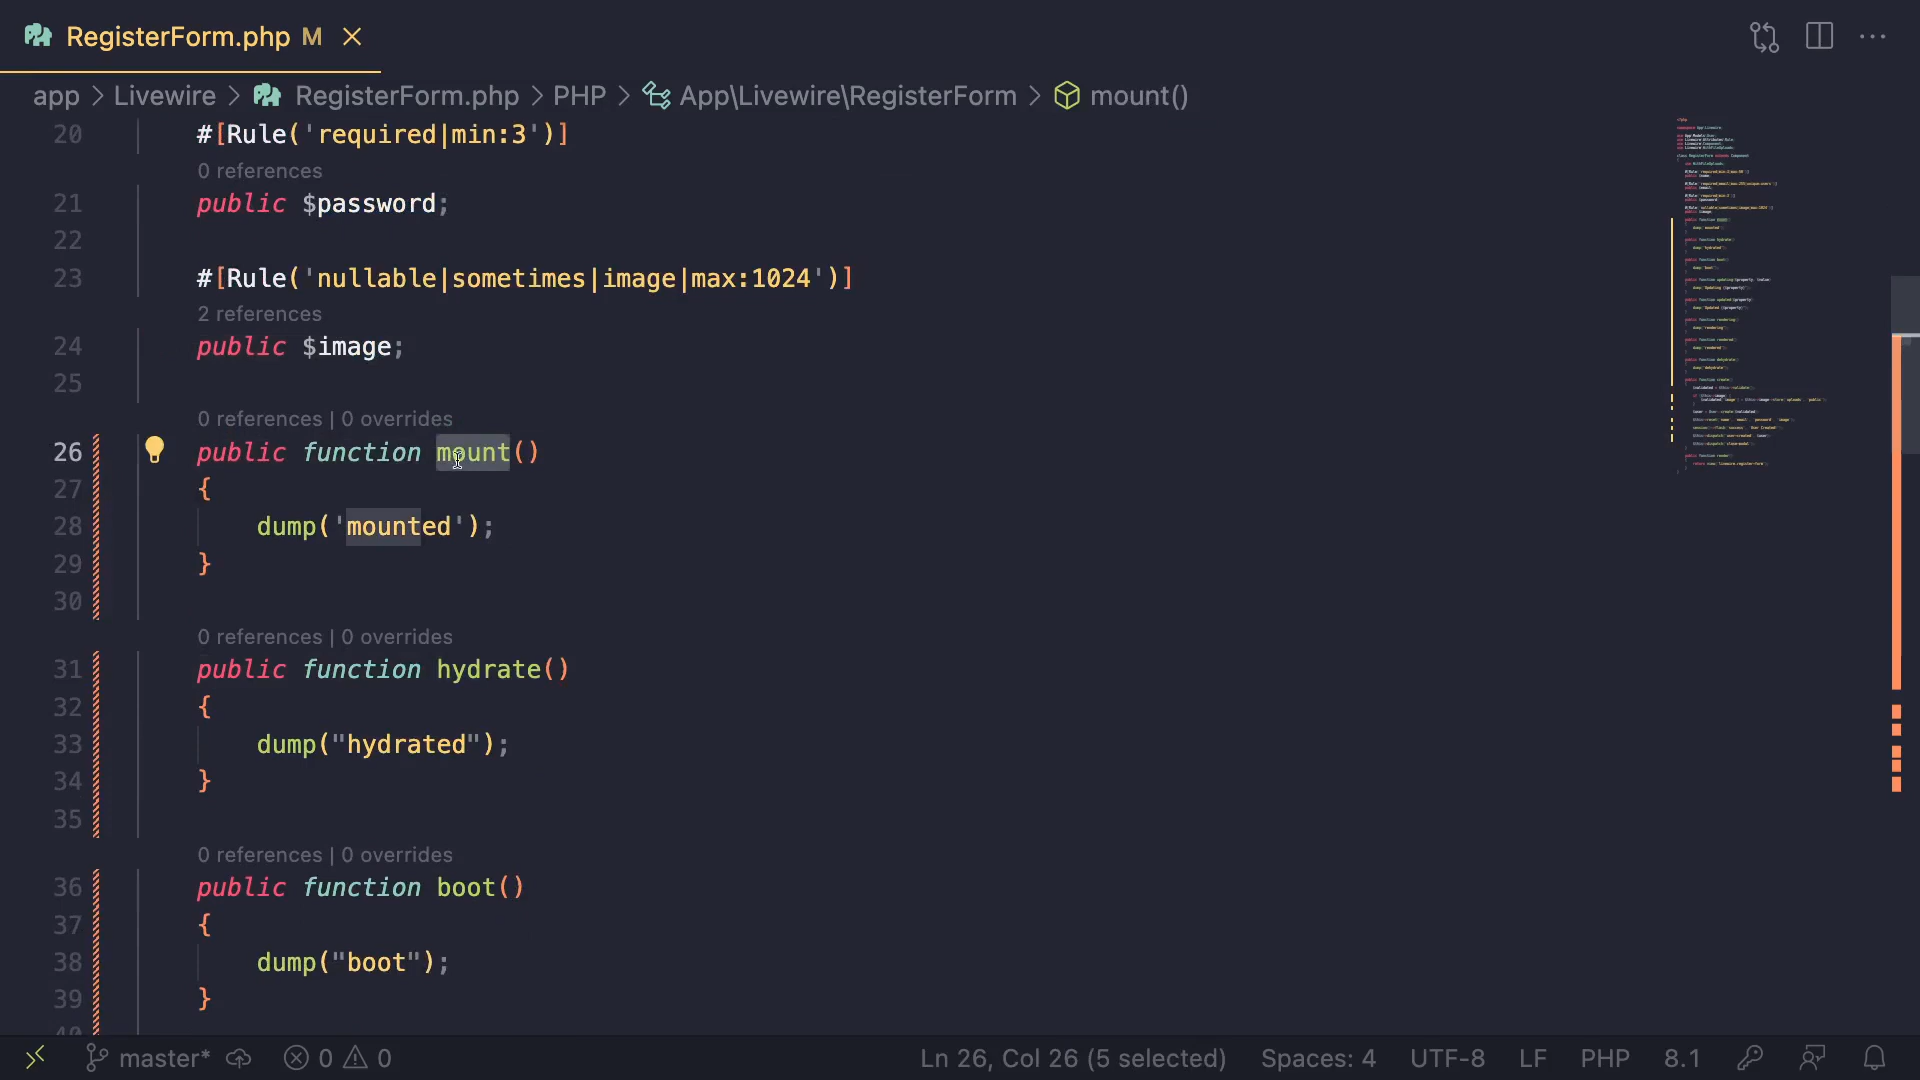 RegisterForm.php M
app > Livewire > RegisterForm.php > PHP > App\Livewire\RegisterForm > mount()
20 #[Rule('required|min:3')]
0 references
21 public $password;
22
23 #[Rule('nullable|sometimes|image|max:1024')]
2 references
24 public $image;
25
0 references | 0 overrides
26 public function mount()
27 {
28 dump('mounted');
29 }
30
0 references | 0 overrides
31 public function hydrate()
32 {
33 dump("hydrated");
34 }
35
0 references | 0 overrides
36 public function boot()
37 {
38 dump("boot");
39 }
40
master* 0 0 Ln 26, Col 26 (5 selected) Spaces: 4 UTF-8 LF PHP 8.1